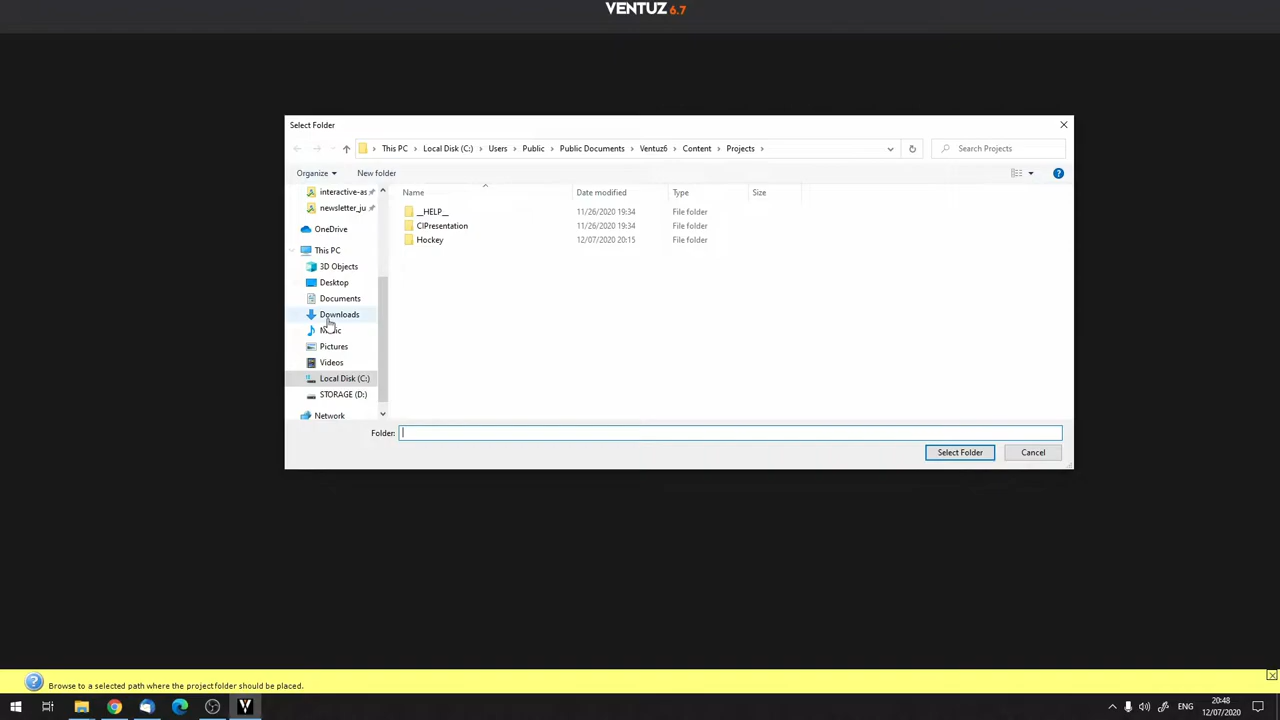 VENTUZ 6.7
Select Folder
This PC
Local Disk (C:)
Users
Public
Public Documents
Ventuz6
Content
Projects
Search Projects
Organize
New folder
Name
Date modified
Type
Size
interactive-as
newsletter_ju
OneDrive
This PC
3D Objects
Desktop
Documents
Downloads
Pictures
Videos
Local Disk (C:)
STORAGE (D:)
Network
__HELP__ 11/26/2020 19:34 File folder
CIPresentation 11/26/2020 19:34 File folder
Hockey 12/07/2020 20:15 File folder
Folder:
Select Folder
Cancel
Browse to a selected path where the project folder should be placed.
ENG
20:48
12/07/2020